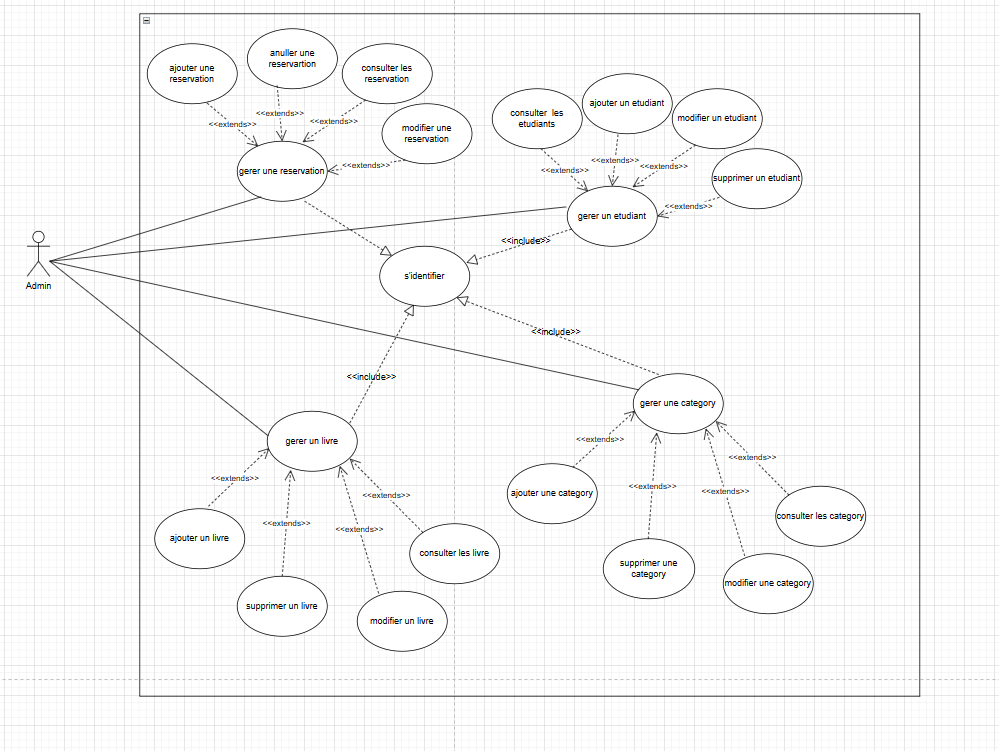 ajouter une
reservation
anuller une
reservartion
consulter les
reservation
modifier une
reservation
<<extends>>
<<extends>>
<<extends>>
<<extends>>
gerer une reservation
consulter  les
etudiants
ajouter un etudiant
modifier un etudiant
supprimer un etudiant
<<extends>>
<<extends>>
<<extends>>
<<extends>>
gerer un etudiant
<<include>>
Admin
s'identifier
<<include>>
<<include>>
gerer une category
gerer un livre
<<extends>>
<<extends>>
<<extends>>
<<extends>>
ajouter un livre
supprimer un livre
modifier un livre
consulter les livre
<<extends>>
<<extends>>
<<extends>>
<<extends>>
ajouter une category
supprimer une
category
modifier une category
consulter les category